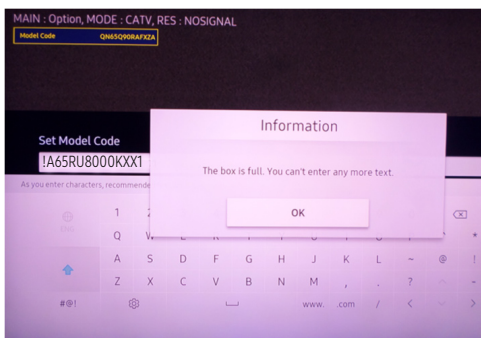 MAIN : Option, MODE : CATV, RES : NOSIGNAL
Model Code QN65Q90RAFXZA
Set Model Code
!A65RU8000KXX1
Information
The box is full. You can't enter any more text.
OK
As you enter characters, recommende
ENG 1
Q
A S D F G H J K L ~ @ !
Z X C V B N M , . ? ^ -
#@! www. .com / < >